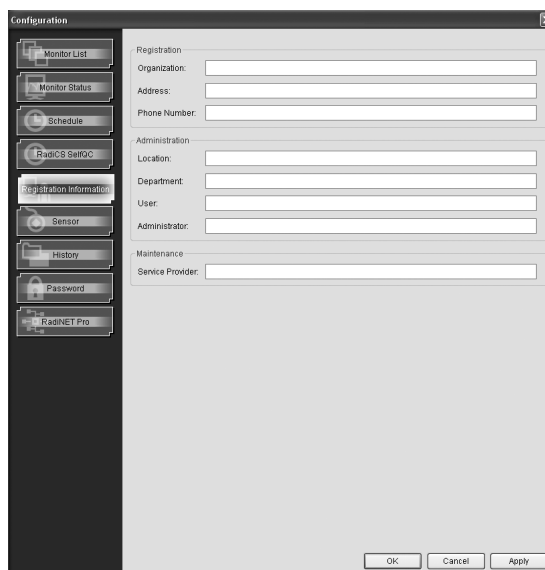 Configuration
Monitor List
Monitor Status
Schedule
RadiCS SelfQC
Registration Information
Sensor
History
Password
RadiNET Pro
Registration
Organization:
Address:
Phone Number:
Administration
Location:
Department:
User:
Administrator:
Maintenance
Service Provider:
OK
Cancel
Apply